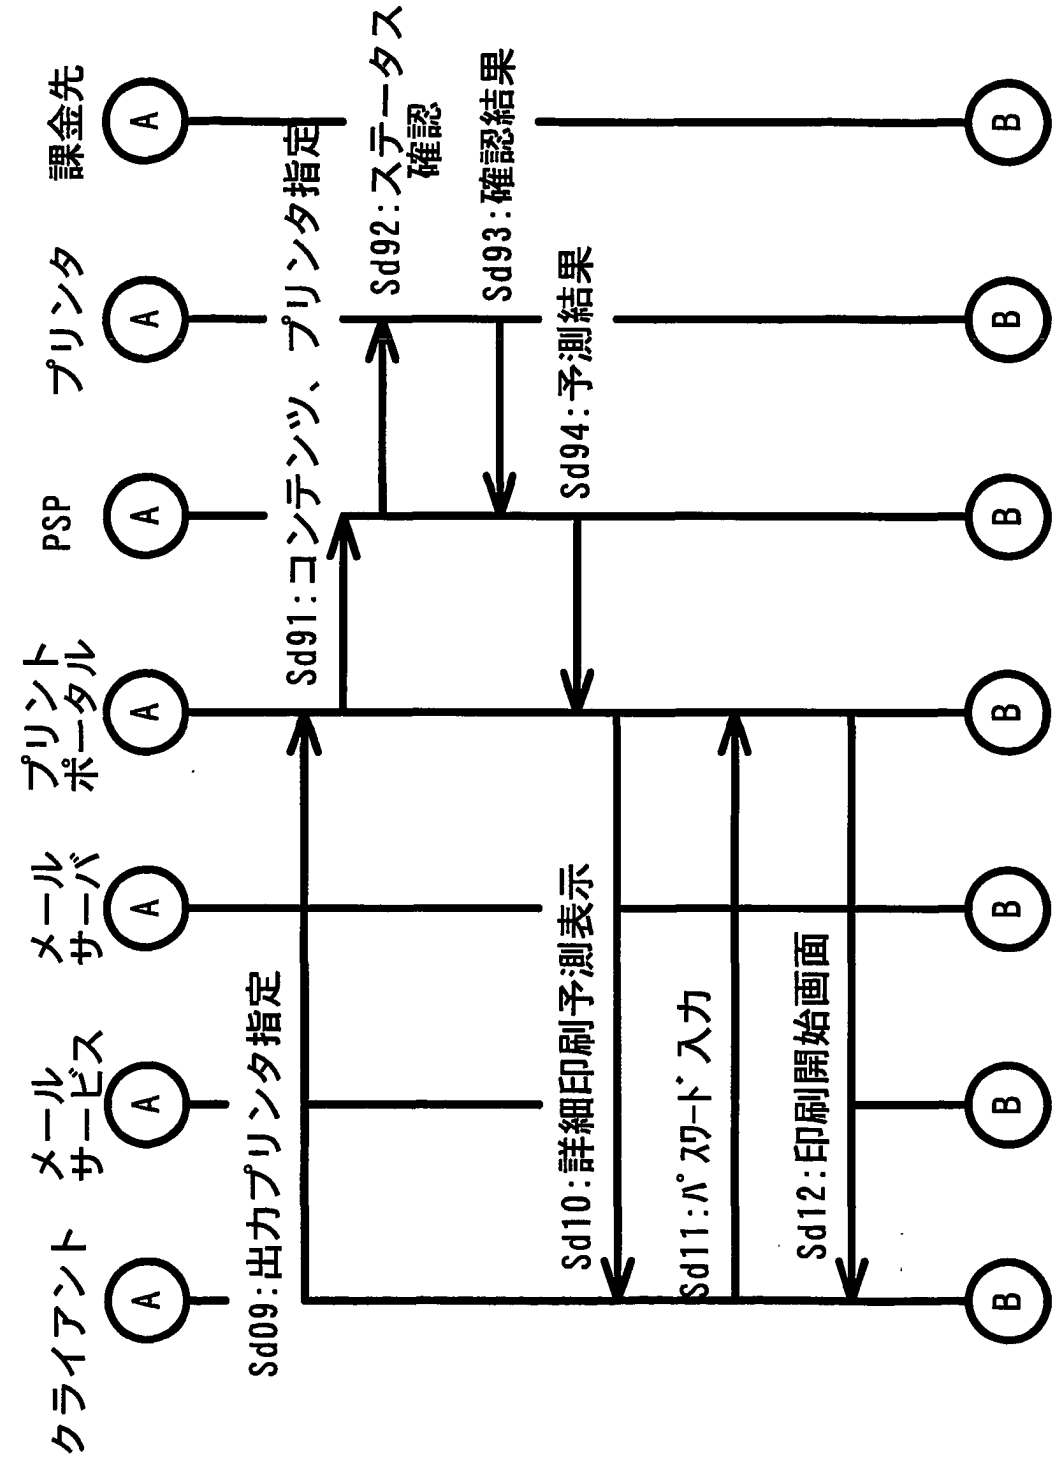 クライアント
メール
サービス
メール
サーバ
プリント
ポータル
PSP
プリンタ
課金先
A
A
A
A
A
A
A
Sd09:出力プリンタ指定
Sd91:コンテンツ、プリンタ指定
Sd92:ステータス
確認
Sd93:確認結果
Sd94:予測結果
Sd10:詳細印刷予測表示
Sd11:ﾊﾟｽﾜｰﾄﾞ入力
Sd12:印刷開始画面
B
B
B
B
B
B
B